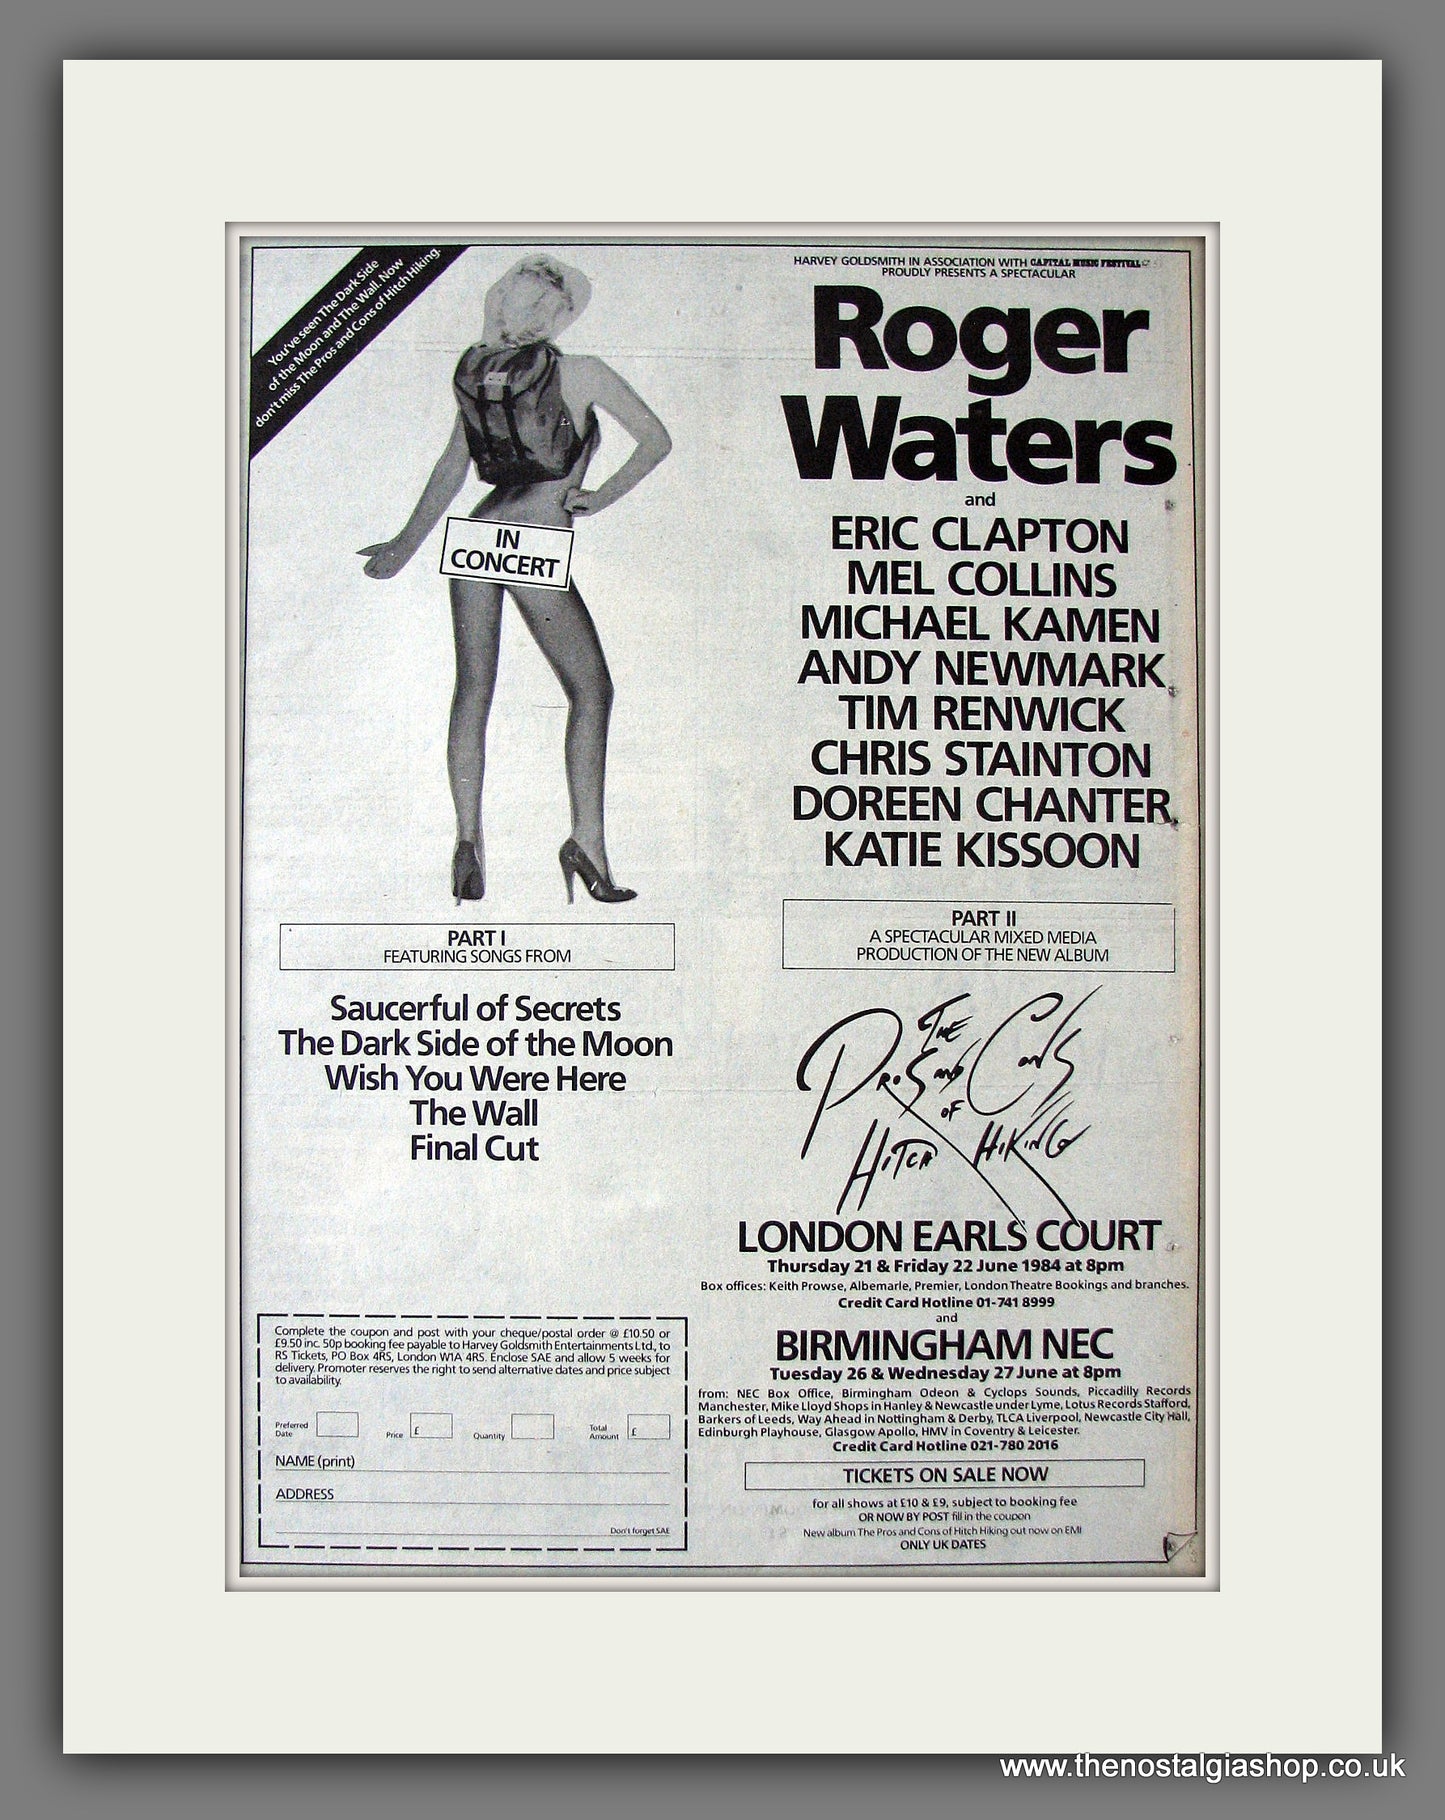 You've seen The Dark Side
of the Moon and The Wall. Now
don't miss The Pros and Cons of Hitch Hiking.
IN
CONCERT
HARVEY GOLDSMITH IN ASSOCIATION WITH CAPITAL MUSIC FESTIVAL
PROUDLY PRESENTS A SPECTACULAR
Roger
Waters
and
ERIC CLAPTON
MEL COLLINS
MICHAEL KAMEN
ANDY NEWMARK
TIM RENWICK
CHRIS STAINTON
DOREEN CHANTER
KATIE KISSOON
PART I
FEATURING SONGS FROM
Saucerful of Secrets
The Dark Side of the Moon
Wish You Were Here
The Wall
Final Cut
PART II
A SPECTACULAR MIXED MEDIA
PRODUCTION OF THE NEW ALBUM
THE
PROS AND CONS
OF
HITCH HIKING
LONDON EARLS COURT
Thursday 21 & Friday 22 June 1984 at 8pm
Box offices: Keith Prowse, Albemarle, Premier, London Theatre Bookings and branches.
Credit Card Hotline 01-741 8999
and
BIRMINGHAM NEC
Tuesday 26 & Wednesday 27 June at 8pm
from: NEC Box Office, Birmingham Odeon & Cyclops Sounds, Piccadilly Records
Manchester, Mike Lloyd Shops in Hanley & Newcastle under Lyme, Lotus Records Stafford,
Barkers of Leeds, Way Ahead in Nottingham & Derby, TLCA Liverpool, Newcastle City Hall,
Edinburgh Playhouse, Glasgow Apollo, HMV in Coventry & Leicester.
Credit Card Hotline 021-780 2016
TICKETS ON SALE NOW
for all shows at £10 & £9, subject to booking fee
OR NOW BY POST fill in the coupon
New album The Pros and Cons of Hitch Hiking out now on EMI
ONLY UK DATES
Complete the coupon and post with your cheque/postal order @ £10.50 or
£9.50 inc. 50p booking fee payable to Harvey Goldsmith Entertainments Ltd., to
RS Tickets, PO Box 4RS, London W1A 4RS. Enclose SAE and allow 5 weeks for
delivery. Promoter reserves the right to send alternative dates and price subject
to availability.
Preferred
Date
Price £
Quantity
Total
Amount £
NAME (print)
ADDRESS
Don't forget SAE
www.thenostalgiashop.co.uk